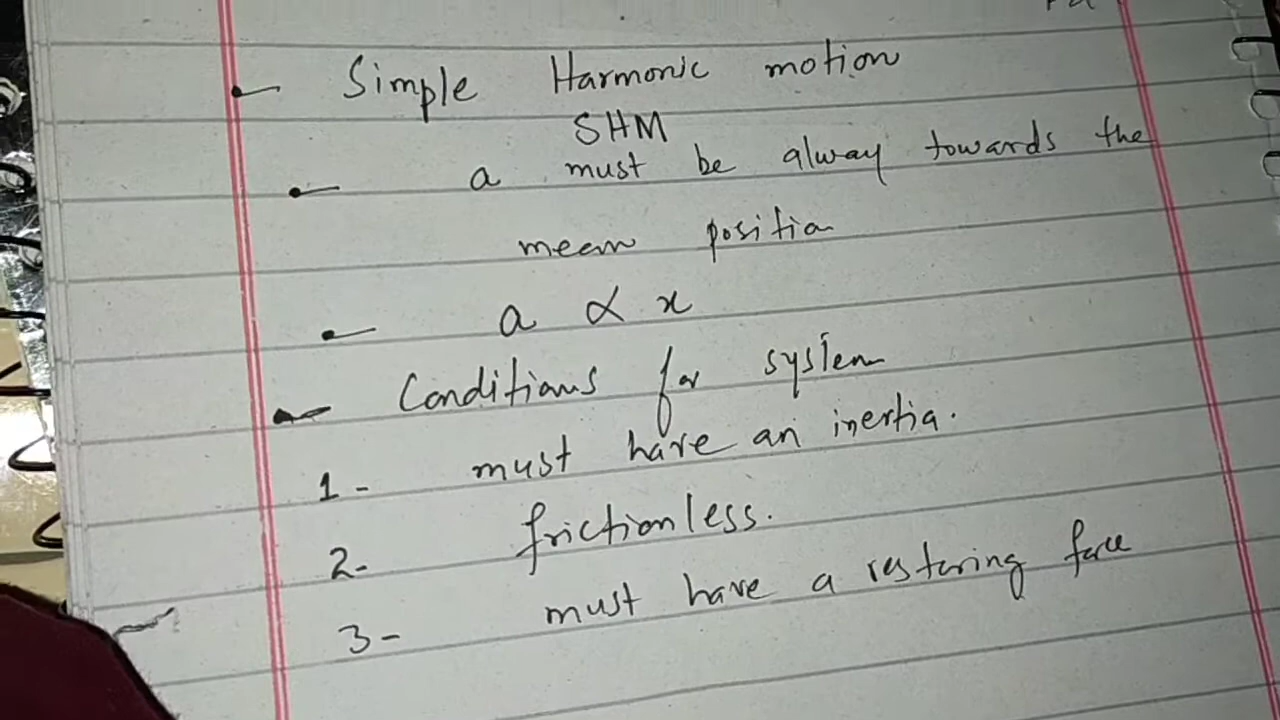 Simple Harmonic motion
SHM
a must be alway towards the
mean position
a ∝ x
Conditions for system
1- must have an inertia.
2- frictionless.
3- must have a restoring force